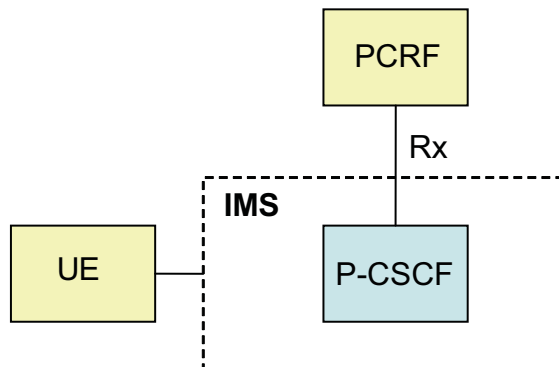 PCRF
Rx
IMS
UE
P-CSCF